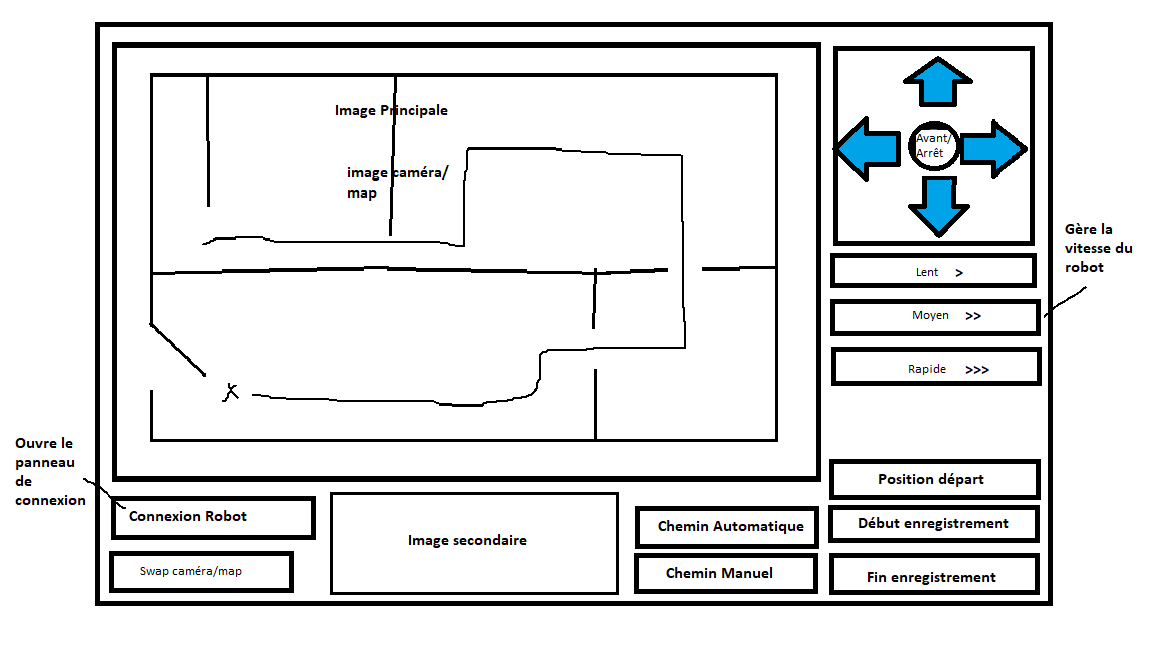 Image Principale
image caméra/
map
Avant/
Arrêt
Gère la
vitesse du
robot
Lent >
Moyen >>
Rapide >>>
X
Ouvre le
panneau
de
connexion
Connexion Robot
Swap caméra/map
Image secondaire
Chemin Automatique
Chemin Manuel
Position départ
Début enregistrement
Fin enregistrement